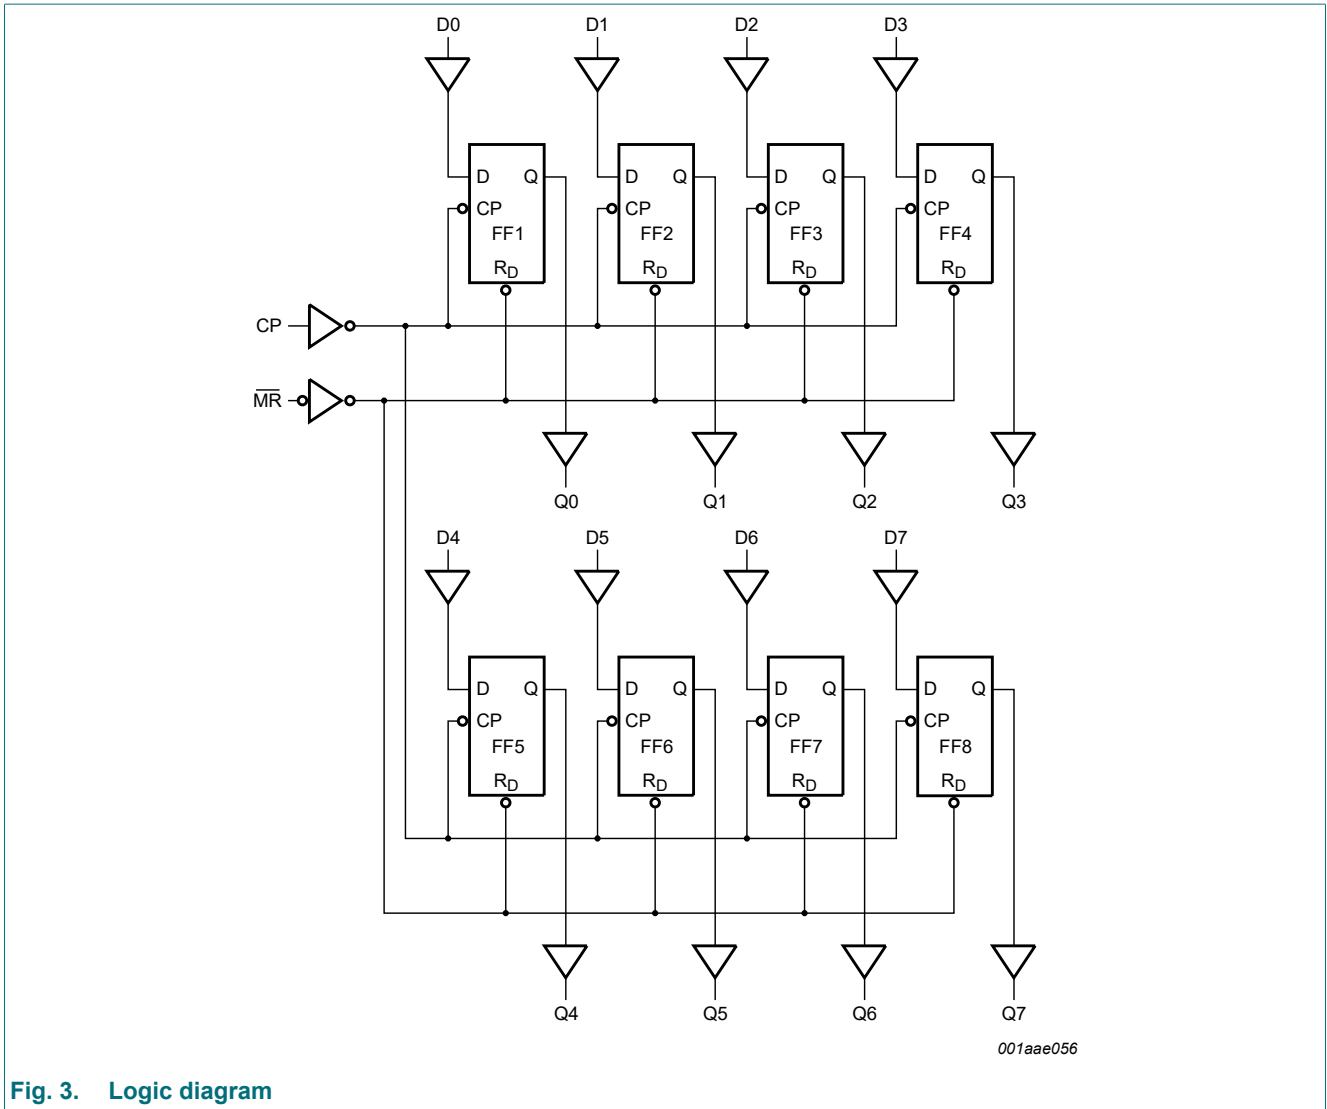 D0 D1 D2 D3
D Q D Q D Q D Q
CP CP CP CP
FF1 FF2 FF3 FF4
RD RD RD RD
CP
MR
Q0 Q1 Q2 Q3
D4 D5 D6 D7
D Q D Q D Q D Q
CP CP CP CP
FF5 FF6 FF7 FF8
RD RD RD RD
Q4 Q5 Q6 Q7
001aae056
Fig. 3. Logic diagram